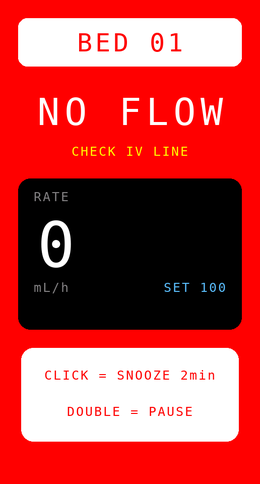 BED 01
NO FLOW
CHECK IV LINE
RATE
0
mL/h SET 100
CLICK = SNOOZE 2min
DOUBLE = PAUSE